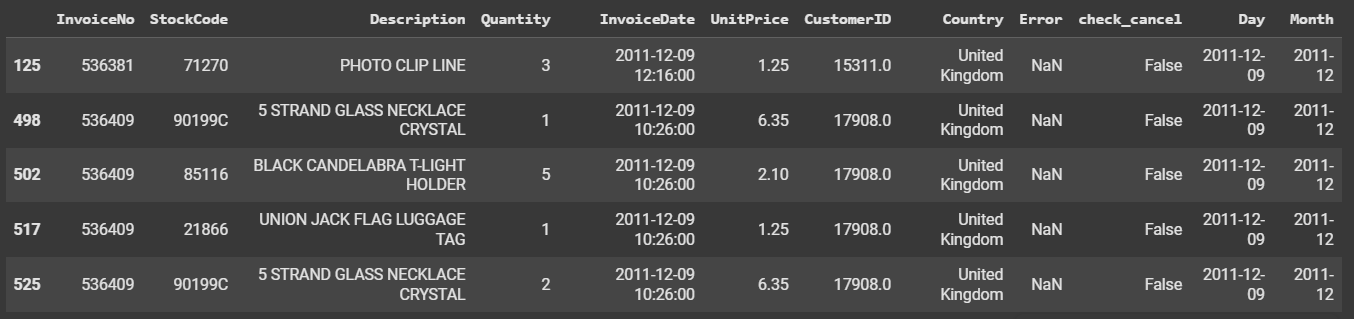 InvoiceNo StockCode Description Quantity InvoiceDate UnitPrice CustomerID Country Error check_cancel Day Month
125 536381 71270 PHOTO CLIP LINE 3 2011-12-09 12:16:00 1.25 15311.0 United Kingdom NaN False 2011-12-09 2011-12
498 536409 90199C 5 STRAND GLASS NECKLACE CRYSTAL 1 2011-12-09 10:26:00 6.35 17908.0 United Kingdom NaN False 2011-12-09 2011-12
502 536409 85116 BLACK CANDELABRA T-LIGHT HOLDER 5 2011-12-09 10:26:00 2.10 17908.0 United Kingdom NaN False 2011-12-09 2011-12
517 536409 21866 UNION JACK FLAG LUGGAGE TAG 1 2011-12-09 10:26:00 1.25 17908.0 United Kingdom NaN False 2011-12-09 2011-12
525 536409 90199C 5 STRAND GLASS NECKLACE CRYSTAL 2 2011-12-09 10:26:00 6.35 17908.0 United Kingdom NaN False 2011-12-09 2011-12